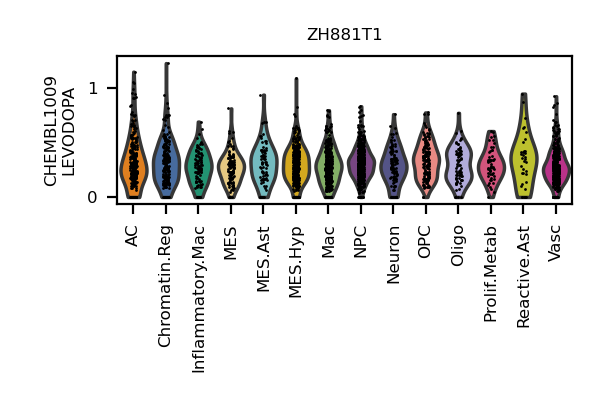 ZH881T1
CHEMBL1009
LEVODOPA
1
0
AC
Chromatin.Reg
Inflammatory.Mac
MES
MES.Ast
MES.Hyp
Mac
NPC
Neuron
OPC
Oligo
Prolif.Metab
Reactive.Ast
Vasc